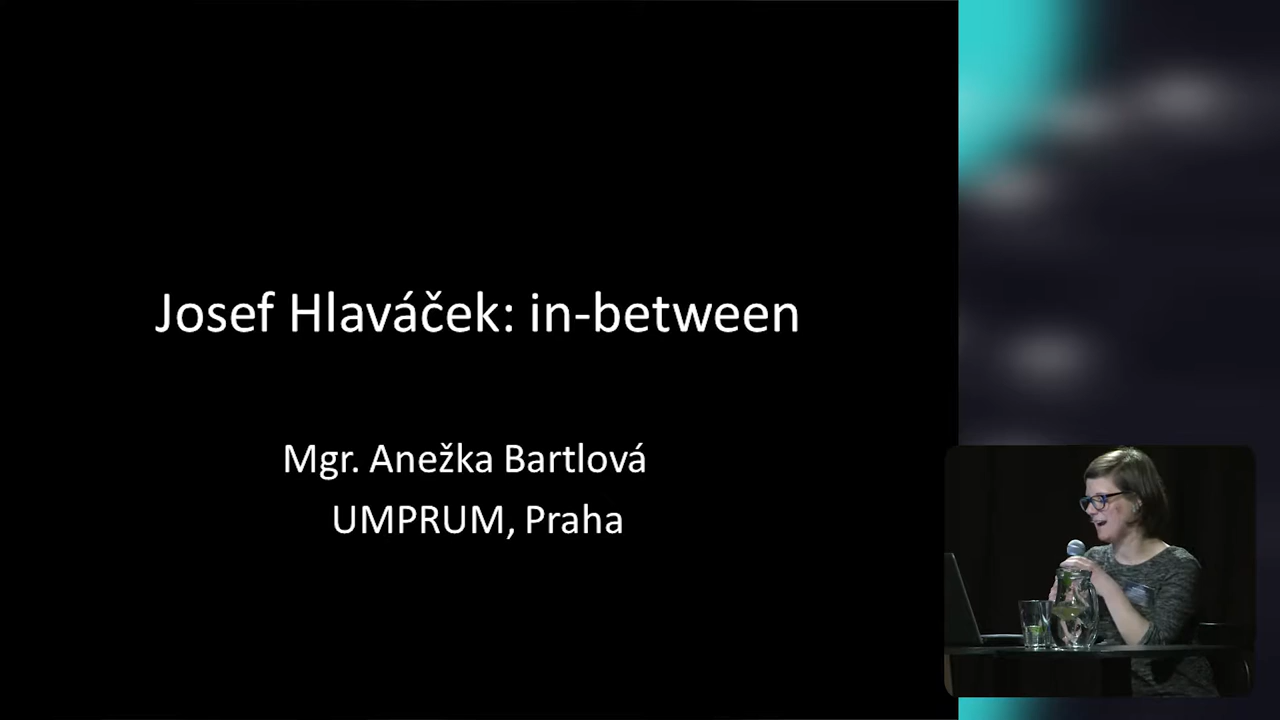 Josef Hlaváček: in-between
Mgr. Anežka Bartlová
UMPRUM, Praha